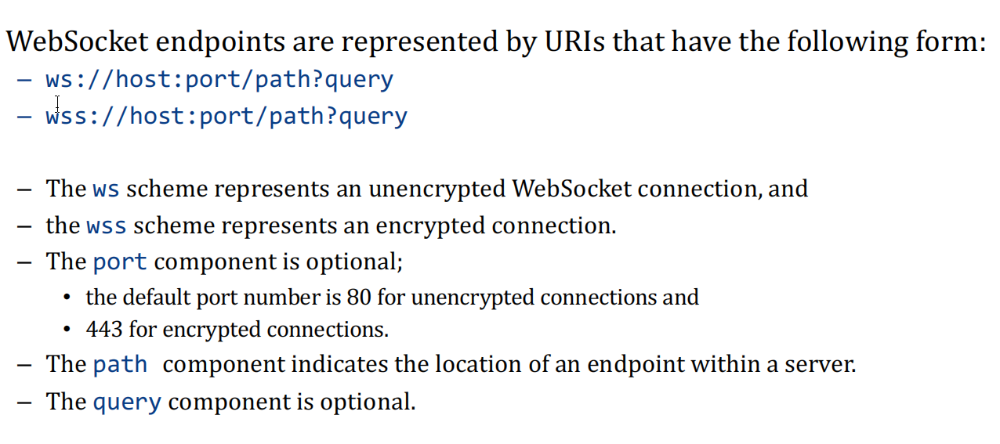 WebSocket endpoints are represented by URIs that have the following form:
– ws://host:port/path?query
– wss://host:port/path?query
– The ws scheme represents an unencrypted WebSocket connection, and
– the wss scheme represents an encrypted connection.
– The port component is optional;
• the default port number is 80 for unencrypted connections and
• 443 for encrypted connections.
– The path component indicates the location of an endpoint within a server.
– The query component is optional.